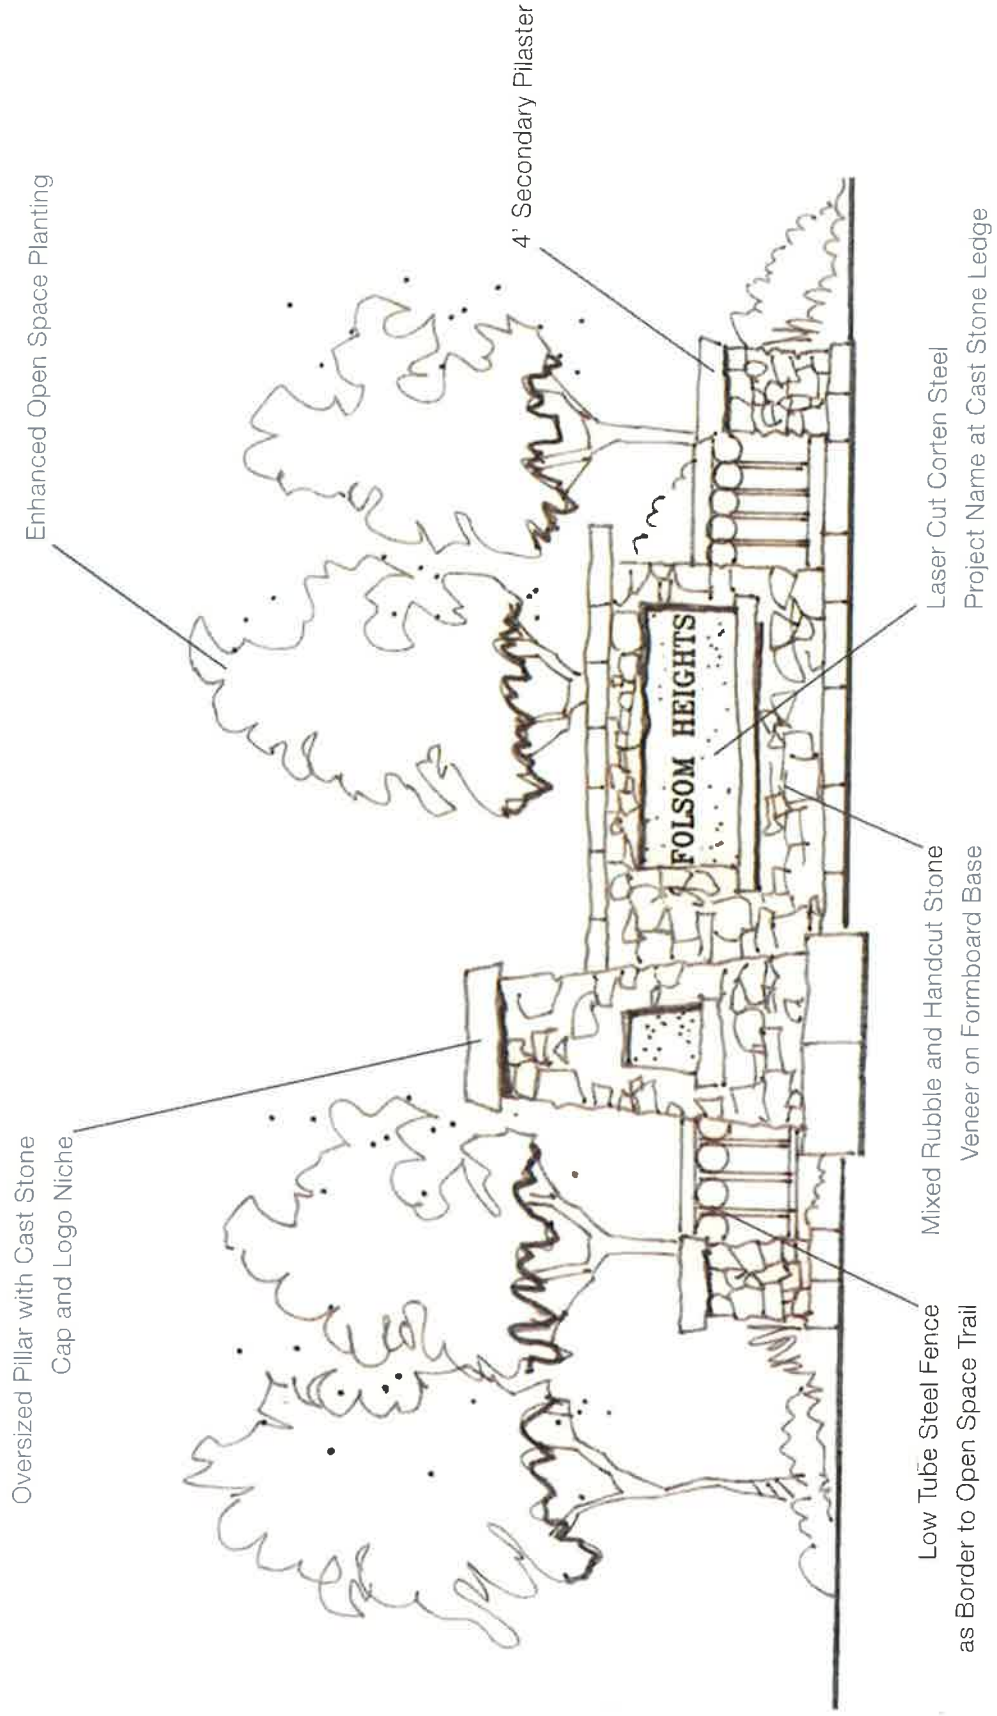 Oversized Pillar with Cast Stone
Cap and Logo Niche
Enhanced Open Space Planting
4' Secondary Pilaster
FOLSOM HEIGHTS
Low Tube Steel Fence
as Border to Open Space Trail
Mixed Rubble and Handcut Stone
Veneer on Formboard Base
Laser Cut Corten Steel
Project Name at Cast Stone Ledge